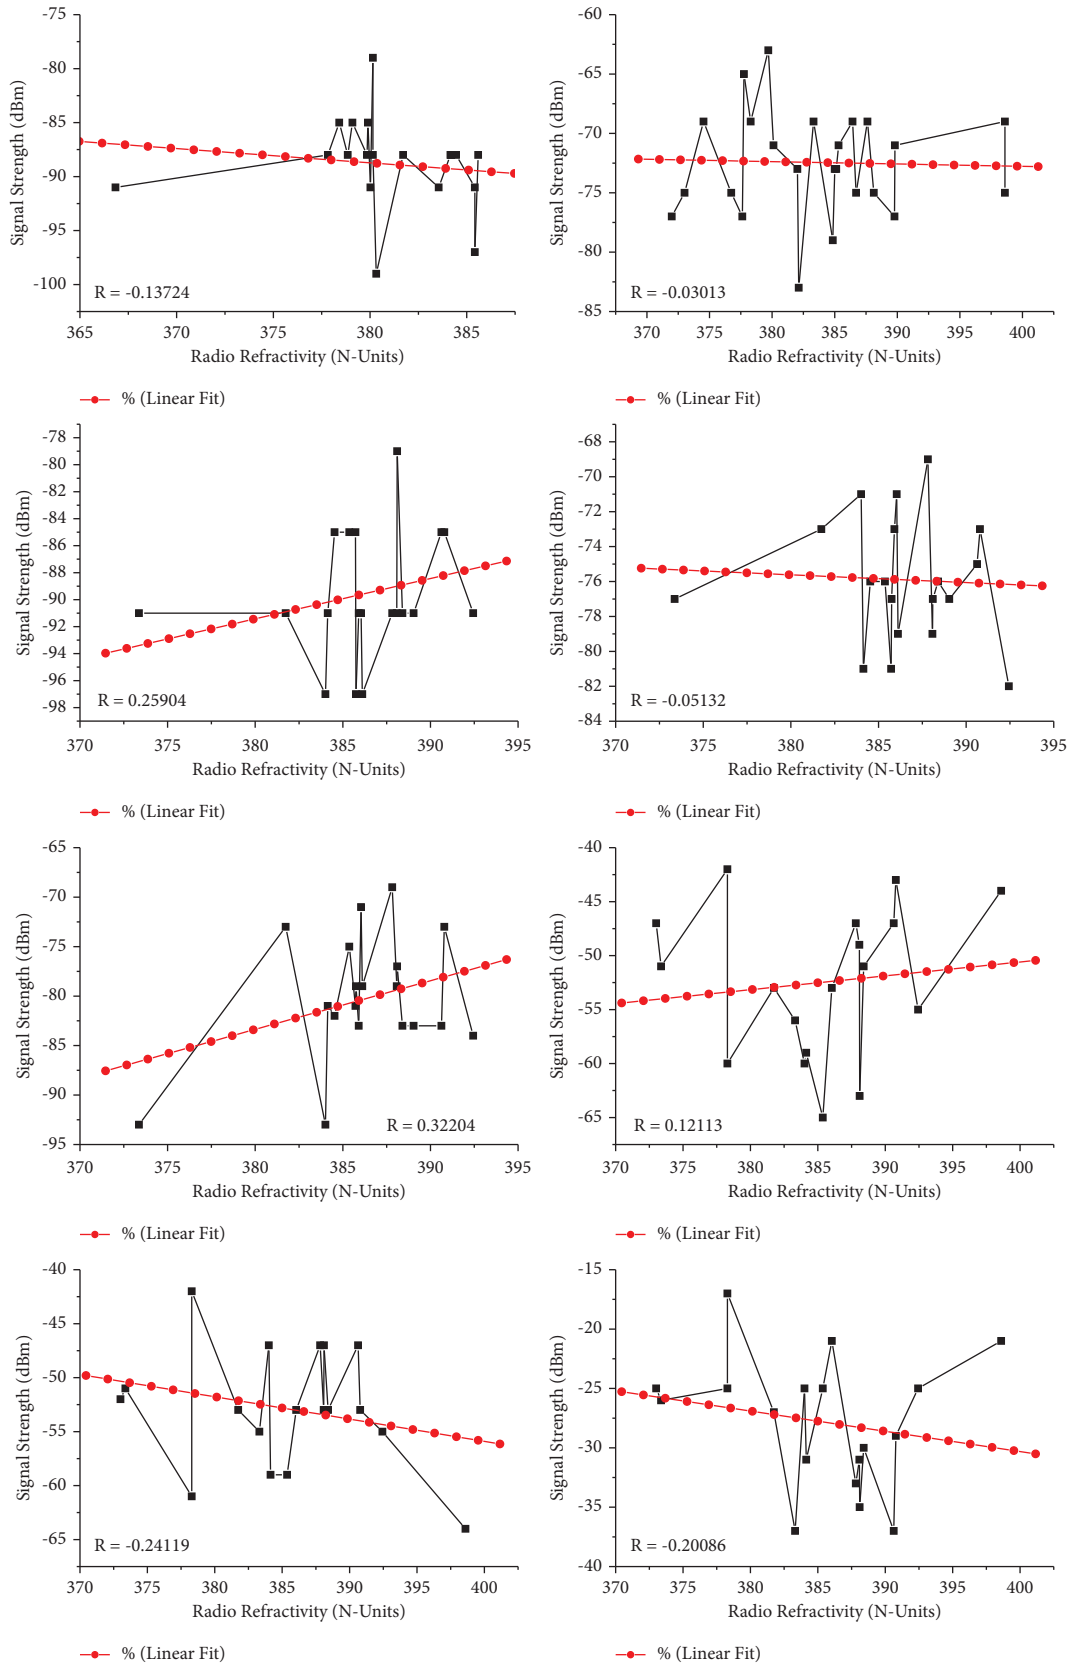 -75
-80
-85
-90
-95
-100
Signal Strength (dBm)
R = -0.13724
365 370 375 380 385
Radio Refractivity (N-Units)
% (Linear Fit)
-60
-65
-70
-75
-80
-85
Signal Strength (dBm)
R = -0.03013
370 375 380 385 390 395 400
Radio Refractivity (N-Units)
% (Linear Fit)
-78
-80
-82
-84
-86
-88
-90
-92
-94
-96
-98
Signal Strength (dBm)
R = 0.25904
370 375 380 385 390 395
Radio Refractivity (N-Units)
% (Linear Fit)
-68
-70
-72
-74
-76
-78
-80
-82
-84
Signal Strength (dBm)
R = -0.05132
370 375 380 385 390 395
Radio Refractivity (N-Units)
% (Linear Fit)
-65
-70
-75
-80
-85
-90
-95
Signal Strength (dBm)
R = 0.32204
370 375 380 385 390 395
Radio Refractivity (N-Units)
% (Linear Fit)
-40
-45
-50
-55
-60
-65
Signal Strength (dBm)
R = 0.12113
370 375 380 385 390 395 400
Radio Refractivity (N-Units)
% (Linear Fit)
-40
-45
-50
-55
-60
-65
Signal Strength (dBm)
R = -0.24119
370 375 380 385 390 395 400
Radio Refractivity (N-Units)
% (Linear Fit)
-15
-20
-25
-30
-35
-40
Signal Strength (dBm)
R = -0.20086
370 375 380 385 390 395 400
Radio Refractivity (N-Units)
% (Linear Fit)